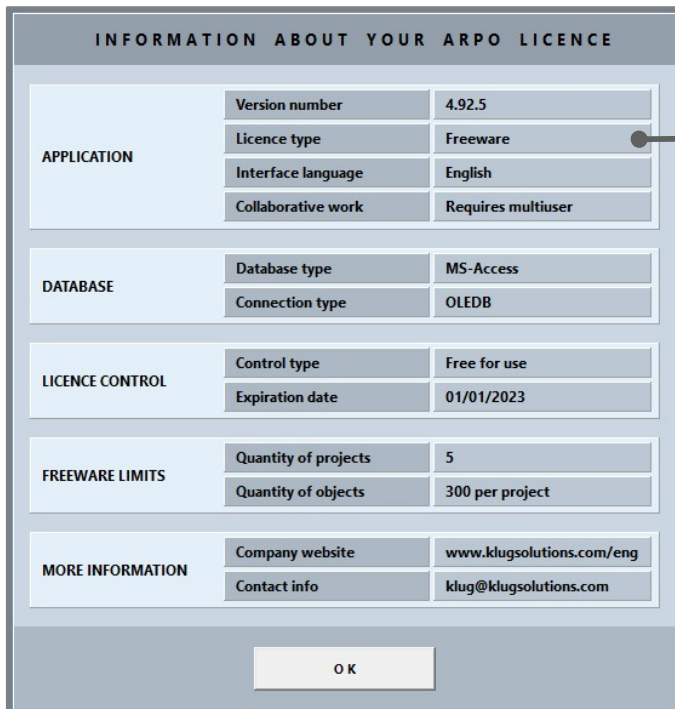 INFORMATION ABOUT YOUR ARPO LICENCE
APPLICATION
Version number 4.92.5
Licence type Freeware
Interface language English
Collaborative work Requires multiuser
DATABASE
Database type MS-Access
Connection type OLEDB
LICENCE CONTROL
Control type Free for use
Expiration date 01/01/2023
FREEWARE LIMITS
Quantity of projects 5
Quantity of objects 300 per project
MORE INFORMATION
Company website www.klugsolutions.com/eng
Contact info klug@klugsolutions.com
OK